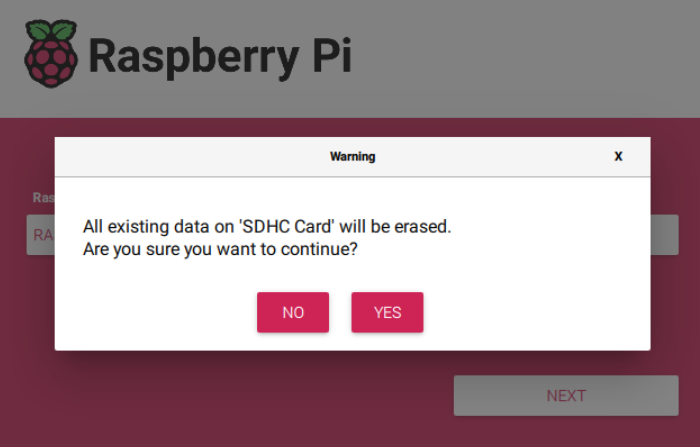 Raspberry Pi
Warning X
Ras
RA
All existing data on 'SDHC Card' will be erased.
Are you sure you want to continue?
NO YES
NEXT